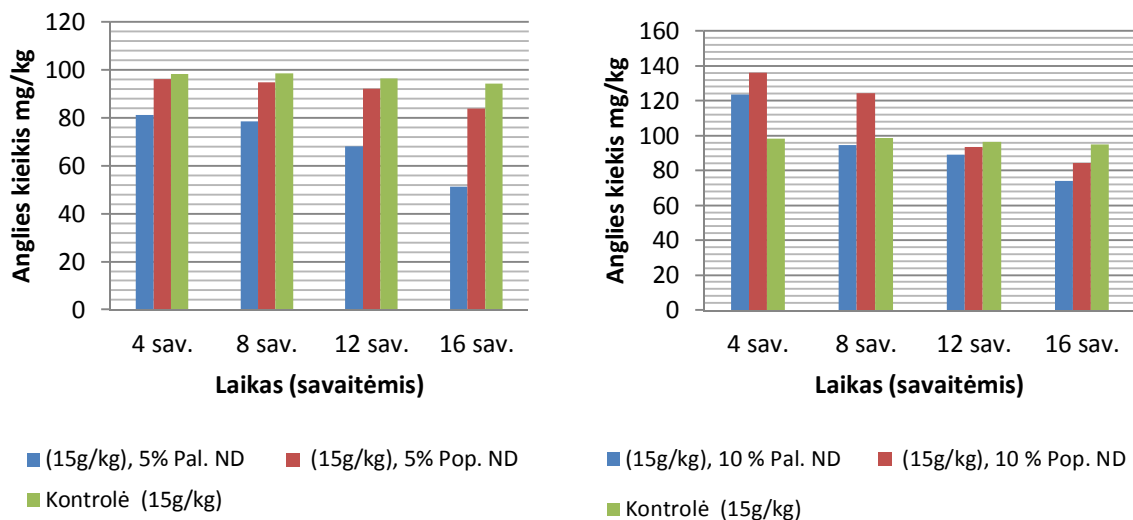 Anglies kieikis mg/kg
120
100
80
60
40
20
0
4 sav. 8 sav. 12 sav. 16 sav.
Laikas (savaitėmis)
(15g/kg), 5% Pal. ND (15g/kg), 5% Pop. ND
Kontrolė (15g/kg)
Anglies kiekis mg/kg
160
140
120
100
80
60
40
20
0
4 sav. 8 sav. 12 sav. 16 sav.
Laikas (savaitėmis)
(15g/kg), 10 % Pal. ND (15g/kg), 10 % Pop. ND
Kontrolė (15g/kg)